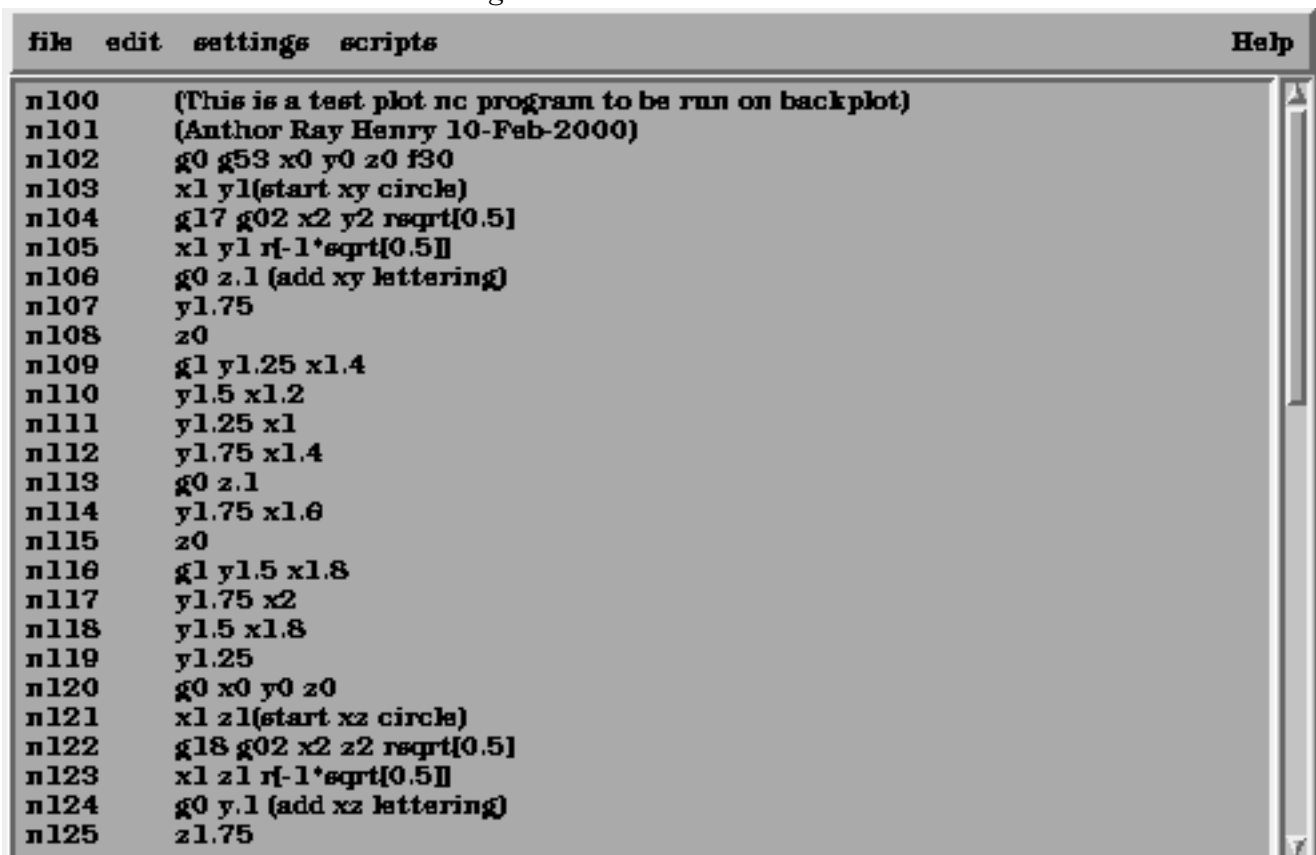 file edit settings scripts Help
n100 (This is a test plot nc program to be run on backplot)
n101 (Author Ray Henry 10-Feb-2000)
n102 g0 g53 x0 y0 z0 f30
n103 x1 y1(start xy circle)
n104 g17 g02 x2 y2 rsqrt[0.5]
n105 x1 y1 r[-1*sqrt[0.5]]
n106 g0 z.1 (add xy lettering)
n107 y1.75
n108 z0
n109 g1 y1.25 x1.4
n110 y1.5 x1.2
n111 y1.25 x1
n112 y1.75 x1.4
n113 g0 z.1
n114 y1.75 x1.6
n115 z0
n116 g1 y1.5 x1.8
n117 y1.75 x2
n118 y1.5 x1.8
n119 y1.25
n120 g0 x0 y0 z0
n121 x1 z1(start xz circle)
n122 g18 g02 x2 z2 rsqrt[0.5]
n123 x1 z1 r[-1*sqrt[0.5]]
n124 g0 y.1 (add xz lettering)
n125 z1.75